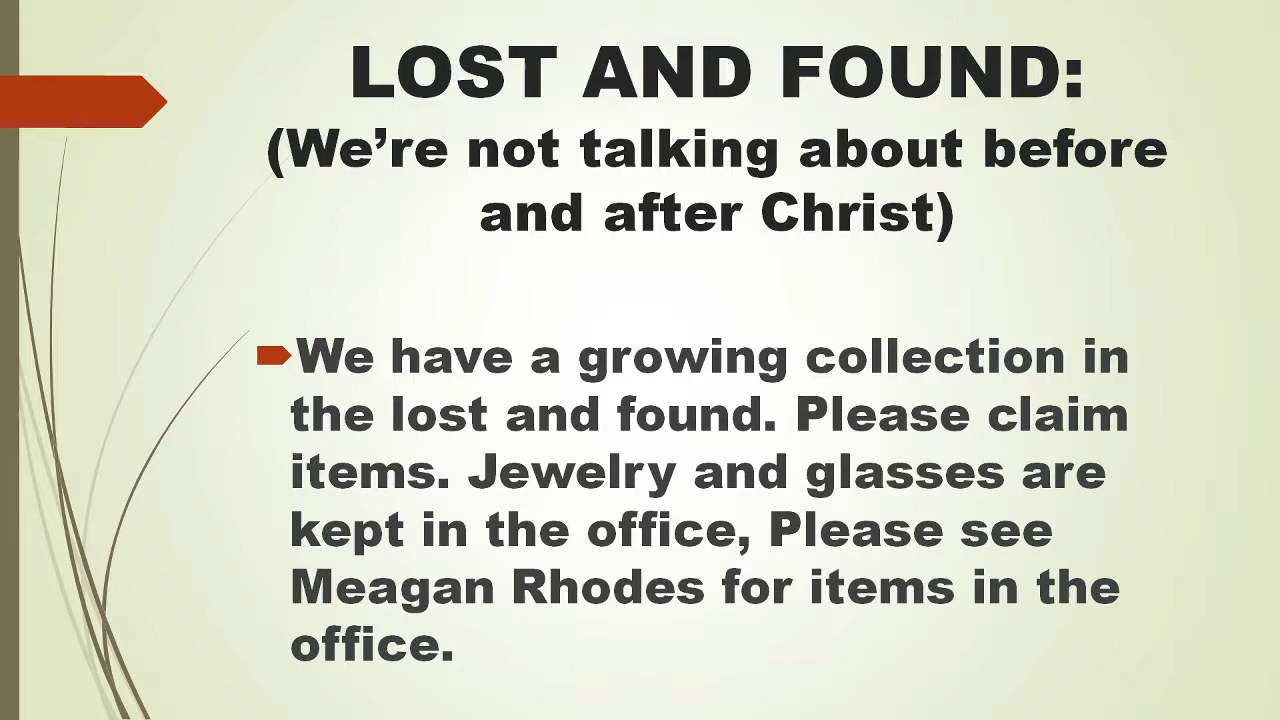 LOST AND FOUND:
(We’re not talking about before
and after Christ)
We have a growing collection in
the lost and found. Please claim
items. Jewelry and glasses are
kept in the office, Please see
Meagan Rhodes for items in the
office.